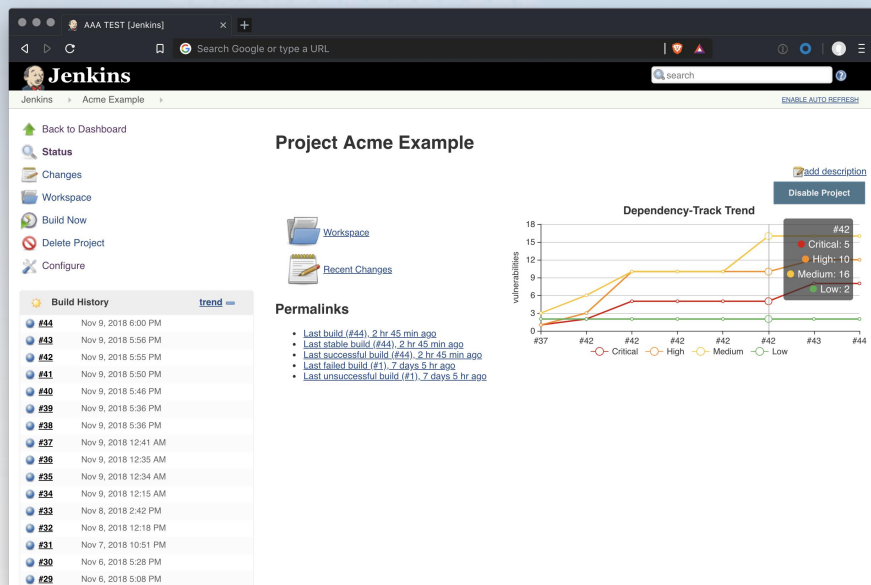 AAA TEST [Jenkins]
Search Google or type a URL
Jenkins
search
Jenkins Acme Example
ENABLE AUTO REFRESH
Back to Dashboard
Status
Changes
Workspace
Build Now
Delete Project
Configure
Build History trend
#44 Nov 9, 2018 6:00 PM
#43 Nov 9, 2018 5:56 PM
#42 Nov 9, 2018 5:55 PM
#41 Nov 9, 2018 5:50 PM
#40 Nov 9, 2018 5:46 PM
#39 Nov 9, 2018 5:36 PM
#38 Nov 9, 2018 5:36 PM
#37 Nov 9, 2018 12:41 AM
#36 Nov 9, 2018 12:35 AM
#35 Nov 9, 2018 12:34 AM
#34 Nov 9, 2018 12:15 AM
#33 Nov 8, 2018 2:42 PM
#32 Nov 8, 2018 12:18 PM
#31 Nov 7, 2018 10:51 PM
#30 Nov 6, 2018 5:28 PM
#29 Nov 6, 2018 5:08 PM
Project Acme Example
add description
Disable Project
Workspace
Recent Changes
Permalinks
Last build (#44), 2 hr 45 min ago
Last stable build (#44), 2 hr 45 min ago
Last successful build (#44), 2 hr 45 min ago
Last failed build (#1), 7 days 5 hr ago
Last unsuccessful build (#1), 7 days 5 hr ago
Dependency-Track Trend
vulnerabilities
18
15
12
9
6
3
0
#37 #42 #42 #42 #42 #42 #43 #44
Critical High Medium Low
#42
Critical: 5
High: 10
Medium: 16
Low: 2